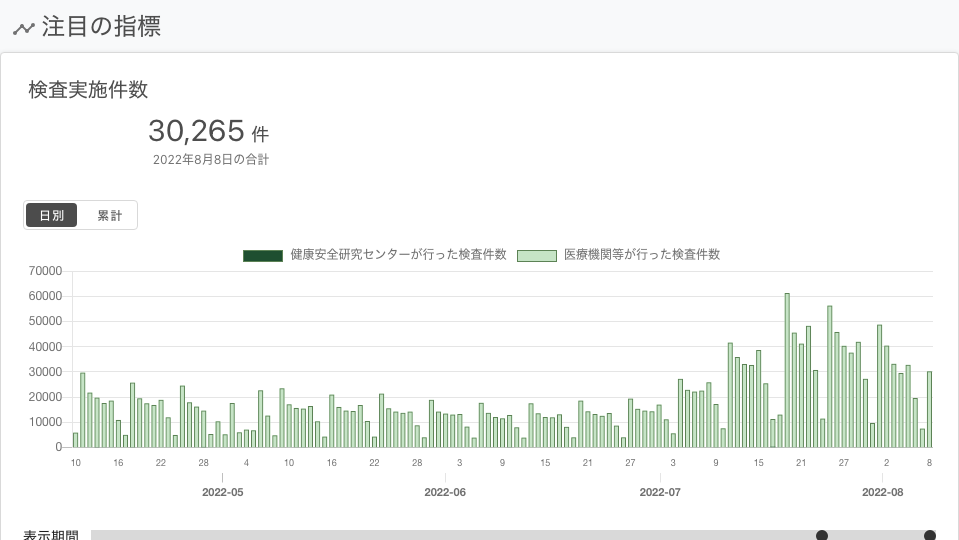 注目の指標
検査実施件数
30,265 件
2022年8月8日の合計
日別 累計
健康安全研究センターが行った検査件数 医療機関等が行った検査件数
70000
60000
50000
40000
30000
20000
10000
0
10 16 22 28 4 10 16 22 28 3 9 15 21 27 3 9 15 21 27 2 8
2022-05 2022-06 2022-07 2022-08
表示期間